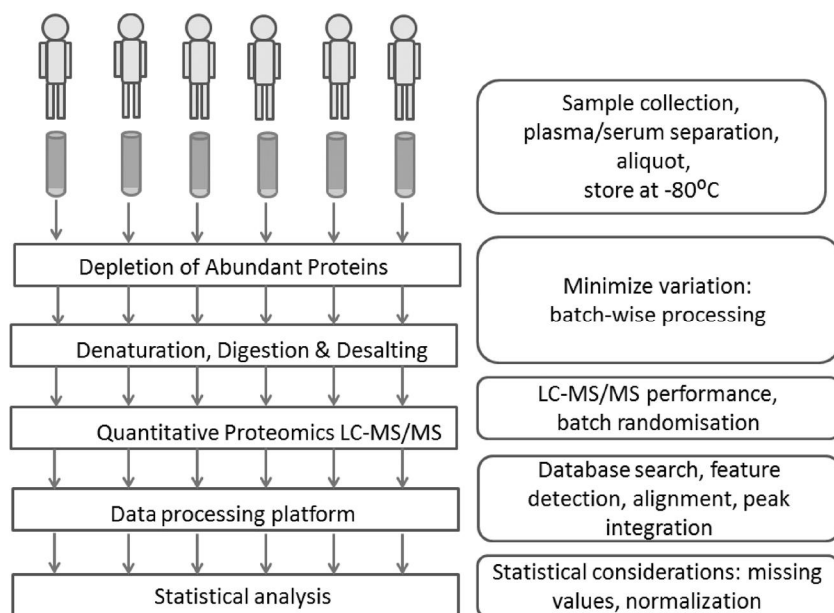 Sample collection,
plasma/serum separation,
aliquot,
store at -80⁰C
Depletion of Abundant Proteins
Minimize variation:
batch-wise processing
Denaturation, Digestion & Desalting
LC-MS/MS performance,
batch randomisation
Quantitative Proteomics LC-MS/MS
Database search, feature
detection, alignment, peak
integration
Data processing platform
Statistical considerations: missing
values, normalization
Statistical analysis